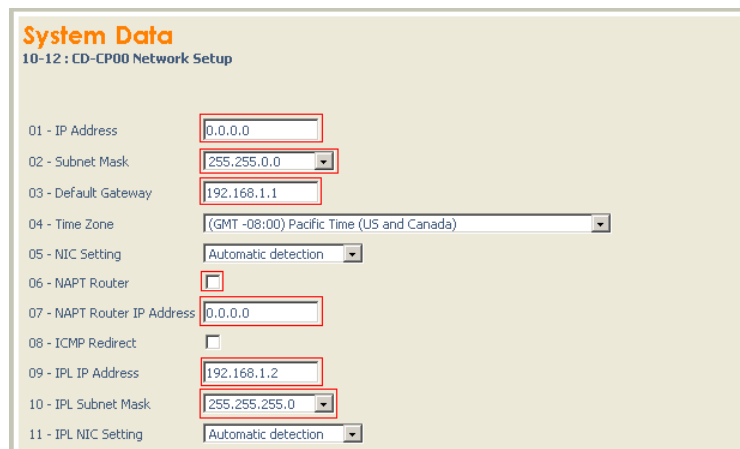 System Data
10-12 : CD-CP00 Network Setup
01 - IP Address 0.0.0.0
02 - Subnet Mask 255.255.0.0
03 - Default Gateway 192.168.1.1
04 - Time Zone (GMT -08:00) Pacific Time (US and Canada)
05 - NIC Setting Automatic detection
06 - NAPT Router
07 - NAPT Router IP Address 0.0.0.0
08 - ICMP Redirect
09 - IPL IP Address 192.168.1.2
10 - IPL Subnet Mask 255.255.255.0
11 - IPL NIC Setting Automatic detection